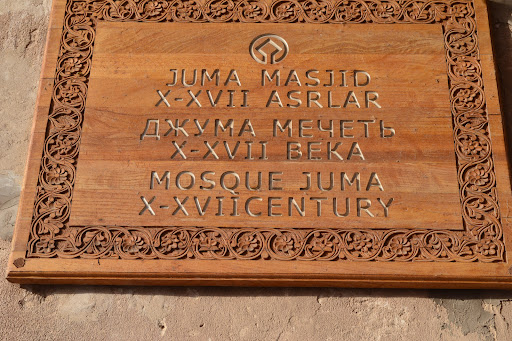 JUMA MASJID
X-XVII ASRLAR
ДЖУМА МЕЧЕТЬ
X-XVII ВЕКА
MOSQUE JUMA
X-XVIICENTURY